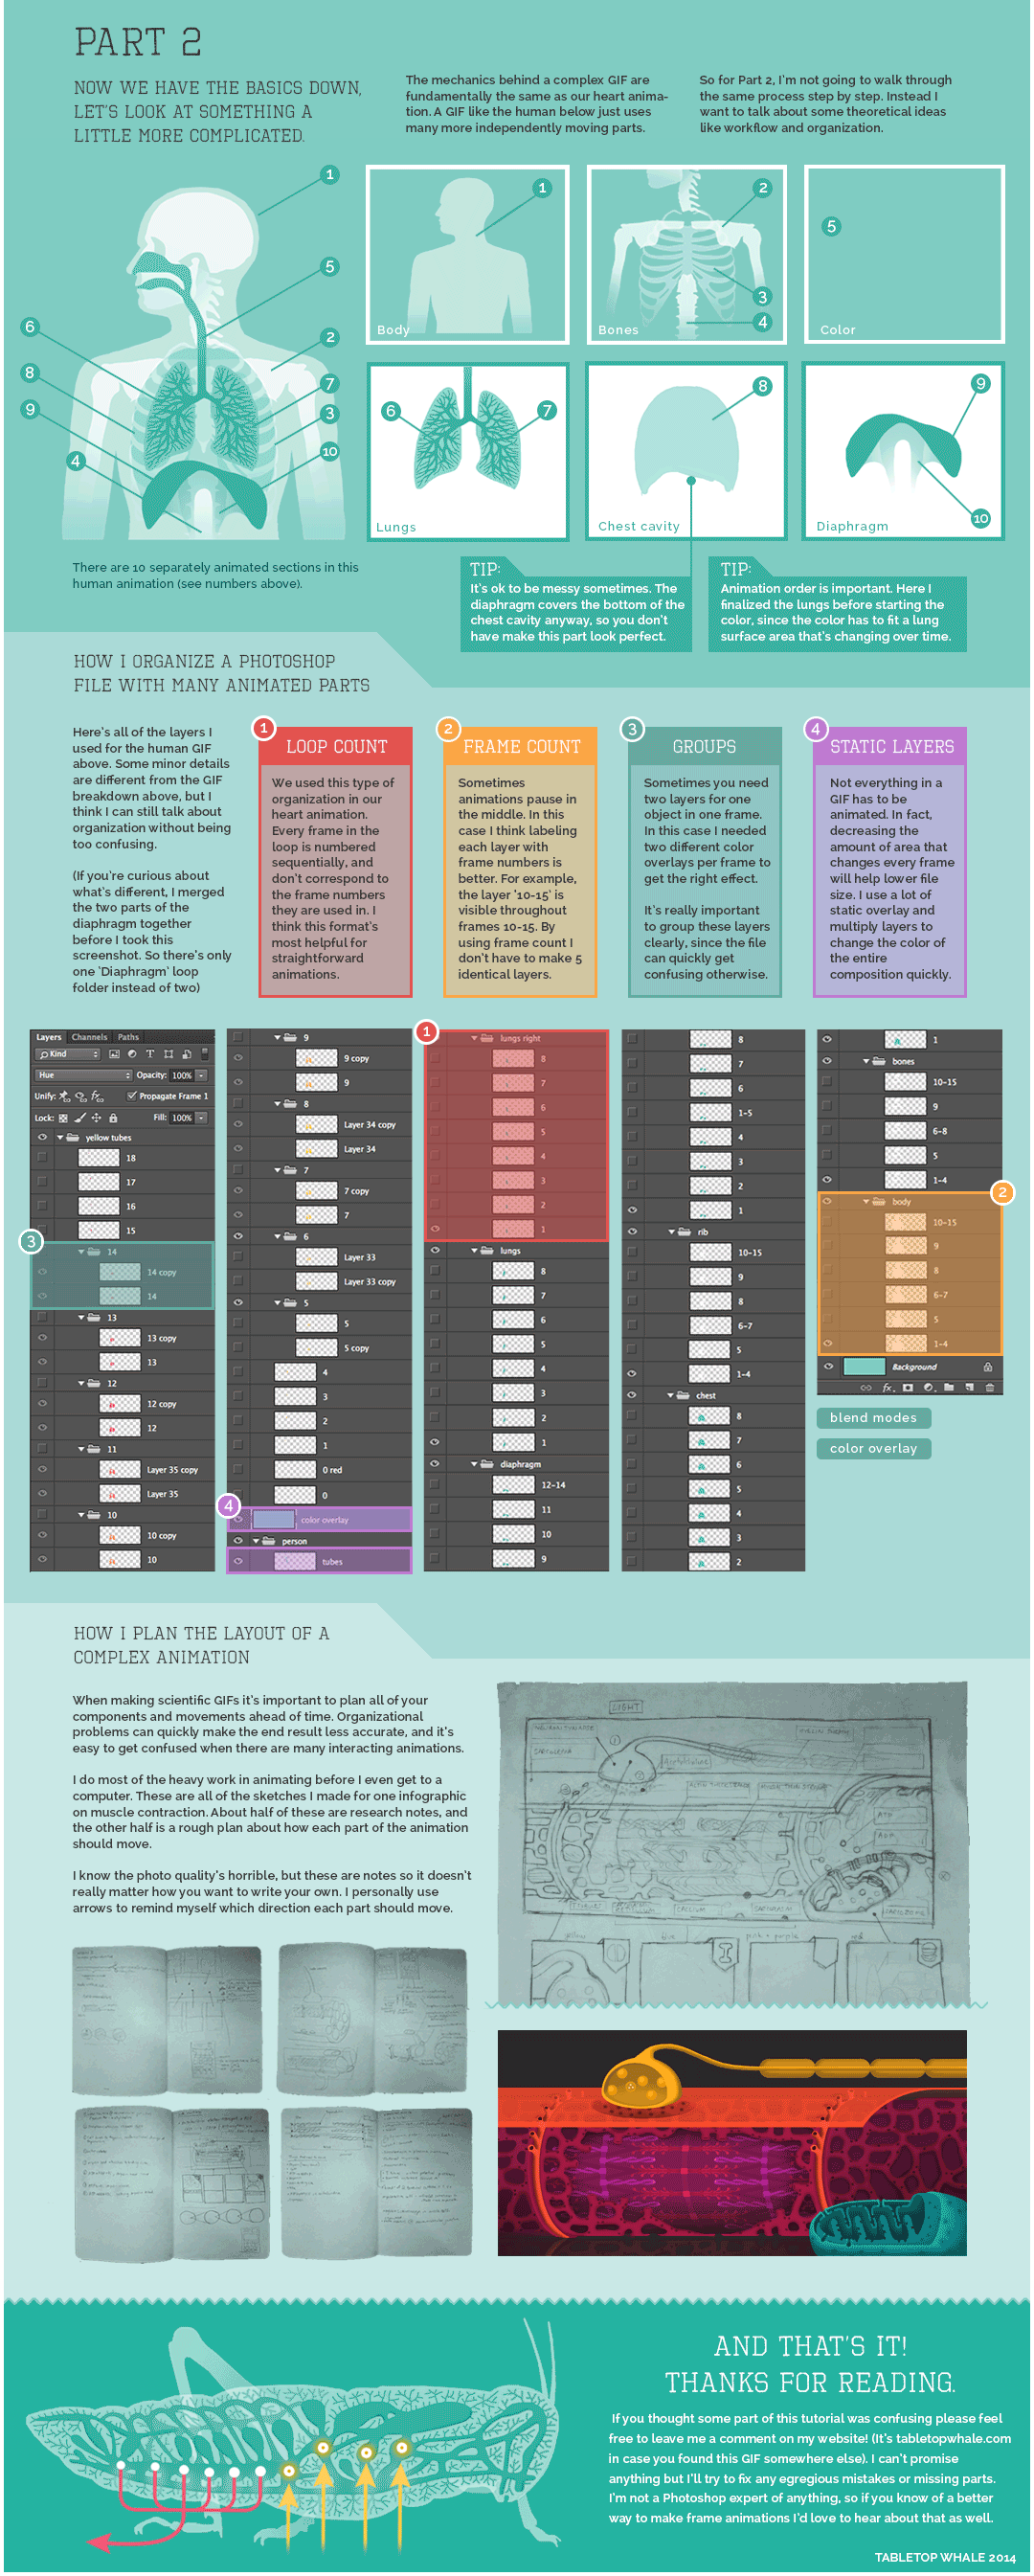 PART 2
NOW WE HAVE THE BASICS DOWN,
LET'S LOOK AT SOMETHING A
LITTLE MORE COMPLICATED.
The mechanics behind a complex GIF are
fundamentally the same as our heart anima-
tion. A GIF like the human below just uses
many more independently moving parts.
So for Part 2, I'm not going to walk through
the same process step by step. Instead I
want to talk about some theoretical ideas
like workflow and organization.
1
5
6
2
8
7
9
3
10
4
1
Body
2
3
4
Bones
5
Color
6
7
Lungs
8
Chest cavity
9
10
Diaphragm
There are 10 separately animated sections in this
human animation (see numbers above).
TIP:
It's ok to be messy sometimes. The
diaphragm covers the bottom of the
chest cavity anyway, so you don't
have make this part look perfect.
TIP:
Animation order is important. Here I
finalized the lungs before starting the
color, since the color has to fit a lung
surface area that's changing over time.
HOW I ORGANIZE A PHOTOSHOP
FILE WITH MANY ANIMATED PARTS
Here's all of the layers I
used for the human GIF
above. Some minor details
are different from the GIF
breakdown above, but I
think I can still talk about
organization without being
too confusing.
(If you're curious about
what's different, I merged
the two parts of the
diaphragm together
before I took this
screenshot. So there's only
one 'Diaphragm' loop
folder instead of two)
1
LOOP COUNT
We used this type of
organization in our
heart animation.
Every frame in the
loop is numbered
sequentially, and
don't correspond to
the frame numbers
they are used in. I
think this format's
most helpful for
straightforward
animations.
2
FRAME COUNT
Sometimes
animations pause in
the middle. In this
case I think labeling
each layer with
frame numbers is
better. For example,
the layer '10-15' is
visible throughout
frames 10-15. By
using frame count I
don't have to make 5
identical layers.
3
GROUPS
Sometimes you need
two layers for one
object in one frame.
In this case I needed
two different color
overlays per frame to
get the right effect.
It's really important
to group these layers
clearly, since the file
can quickly get
confusing otherwise.
4
STATIC LAYERS
Not everything in a
GIF has to be
animated. In fact,
decreasing the
amount of area that
changes every frame
will help lower file
size. I use a lot of
static overlay and
multiply layers to
change the color of
the entire
composition quickly.
Layers Channels Paths
Kind
Hue Opacity: 100%
Unify: Propagate Frame 1
Lock: Fill: 100%
yellow tubes
18
17
16
15
3
14
14 copy
14
13
13 copy
13
12
12 copy
12
11
Layer 35 copy
Layer 35
10
10 copy
10
9
9 copy
9
8
Layer 34 copy
Layer 34
7
7 copy
7
6
Layer 33
Layer 33 copy
5
5
5 copy
4
3
2
1
0 red
0
4
color overlay
person
tubes
1
lungs right
8
7
6
5
4
3
2
1
lungs
8
7
6
5
4
3
2
1
diaphragm
12-14
11
10
9
8
7
6
1-5
4
3
2
1
rib
10-15
9
8
6-7
5
1-4
chest
8
7
6
5
4
3
2
1
bones
10-15
9
6-8
5
1-4
2
body
10-15
9
8
6-7
5
1-4
Background
blend modes
color overlay
HOW I PLAN THE LAYOUT OF A
COMPLEX ANIMATION
When making scientific GIFs it's important to plan all of your
components and movements ahead of time. Organizational
problems can quickly make the end result less accurate, and it's
easy to get confused when there are many interacting animations.
I do most of the heavy work in animating before I even get to a
computer. These are all of the sketches I made for one infographic
on muscle contraction. About half of these are research notes, and
the other half is a rough plan about how each part of the animation
should move.
I know the photo quality's horrible, but these are notes so it doesn't
really matter how you want to write your own. I personally use
arrows to remind myself which direction each part should move.
AND THAT'S IT!
THANKS FOR READING.
If you thought some part of this tutorial was confusing please feel
free to leave me a comment on my website! (It's tabletopwhale.com
in case you found this GIF somewhere else). I can't promise
anything but I'll try to fix any egregious mistakes or missing parts.
I'm not a Photoshop expert of anything, so if you know of a better
way to make frame animations I'd love to hear about that as well.
TABLETOP WHALE 2014